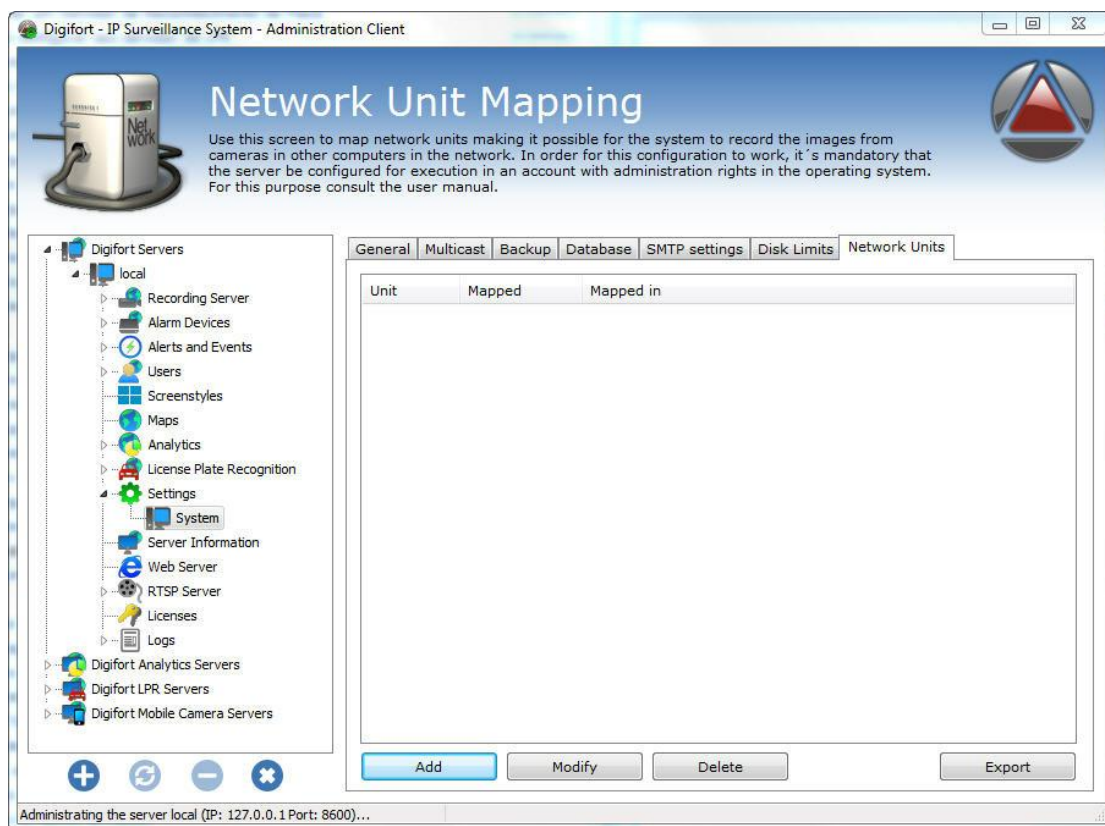 Digifort - IP Surveillance System - Administration Client
Network Unit Mapping
Use this screen to map network units making it possible for the system to record the images from
cameras in other computers in the network. In order for this configuration to work, it´s mandatory that
the server be configured for execution in an account with administration rights in the operating system.
For this purpose consult the user manual.
Net
work
Digifort Servers
local
Recording Server
Alarm Devices
Alerts and Events
Users
Screenstyles
Maps
Analytics
License Plate Recognition
Settings
System
Server Information
Web Server
RTSP Server
Licenses
Logs
Digifort Analytics Servers
Digifort LPR Servers
Digifort Mobile Camera Servers
General Multicast Backup Database SMTP settings Disk Limits Network Units
Unit Mapped Mapped in
Add Modify Delete Export
Administrating the server local (IP: 127.0.0.1 Port: 8600)...